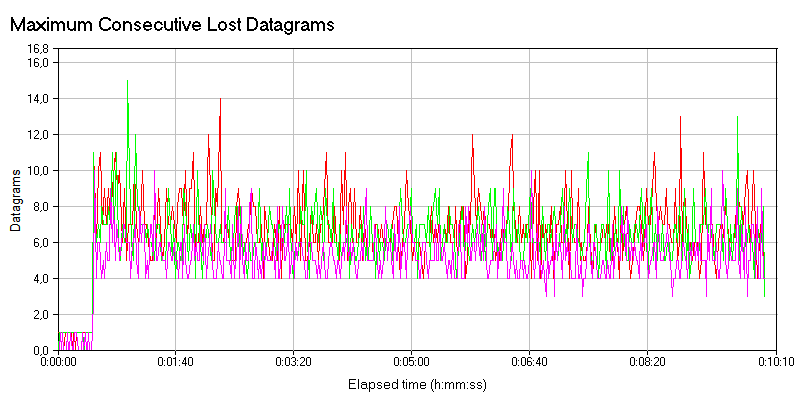 Maximum Consecutive Lost Datagrams
16,8
16,0
14,0
12,0
10,0
8,0
6,0
4,0
2,0
0,0
Datagrams
0:00:00 0:01:40 0:03:20 0:05:00 0:06:40 0:08:20 0:10:10
Elapsed time (h:mm:ss)